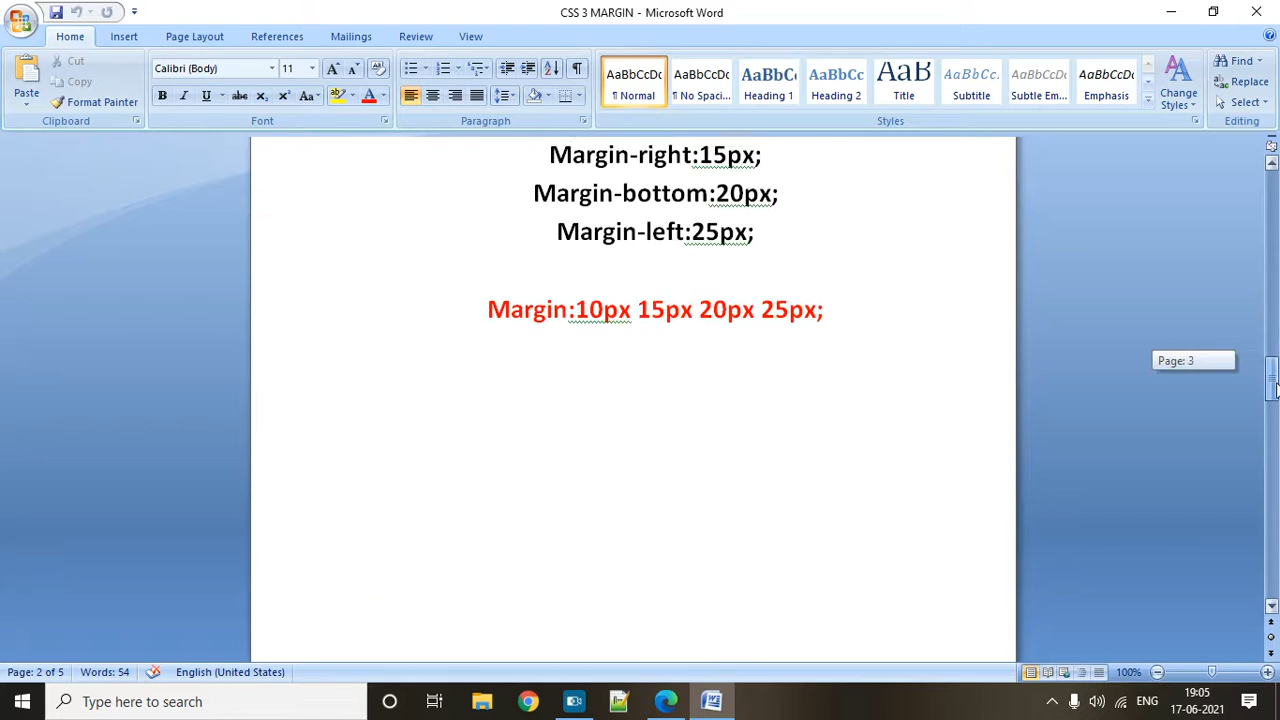 CSS 3 MARGIN - Microsoft Word
Home Insert Page Layout References Mailings Review View
Paste
Cut
Copy
Format Painter
Clipboard
Calibri (Body) 11
Font
Paragraph
AaBbCcDc AaBbCcDc AaBbCc AaBbCc AaB AaBbCc. AaBbCcDc AaBbCcDc
¶ Normal ¶ No Spaci... Heading 1 Heading 2 Title Subtitle Subtle Em... Emphasis
Change Styles
Styles
Find
Replace
Select
Editing
Margin-right:15px;
Margin-bottom:20px;
Margin-left:25px;
Margin:10px 15px 20px 25px;
Page: 3
Page: 2 of 5 Words: 54 English (United States) 100%
Type here to search
ENG
19:05
17-06-2021